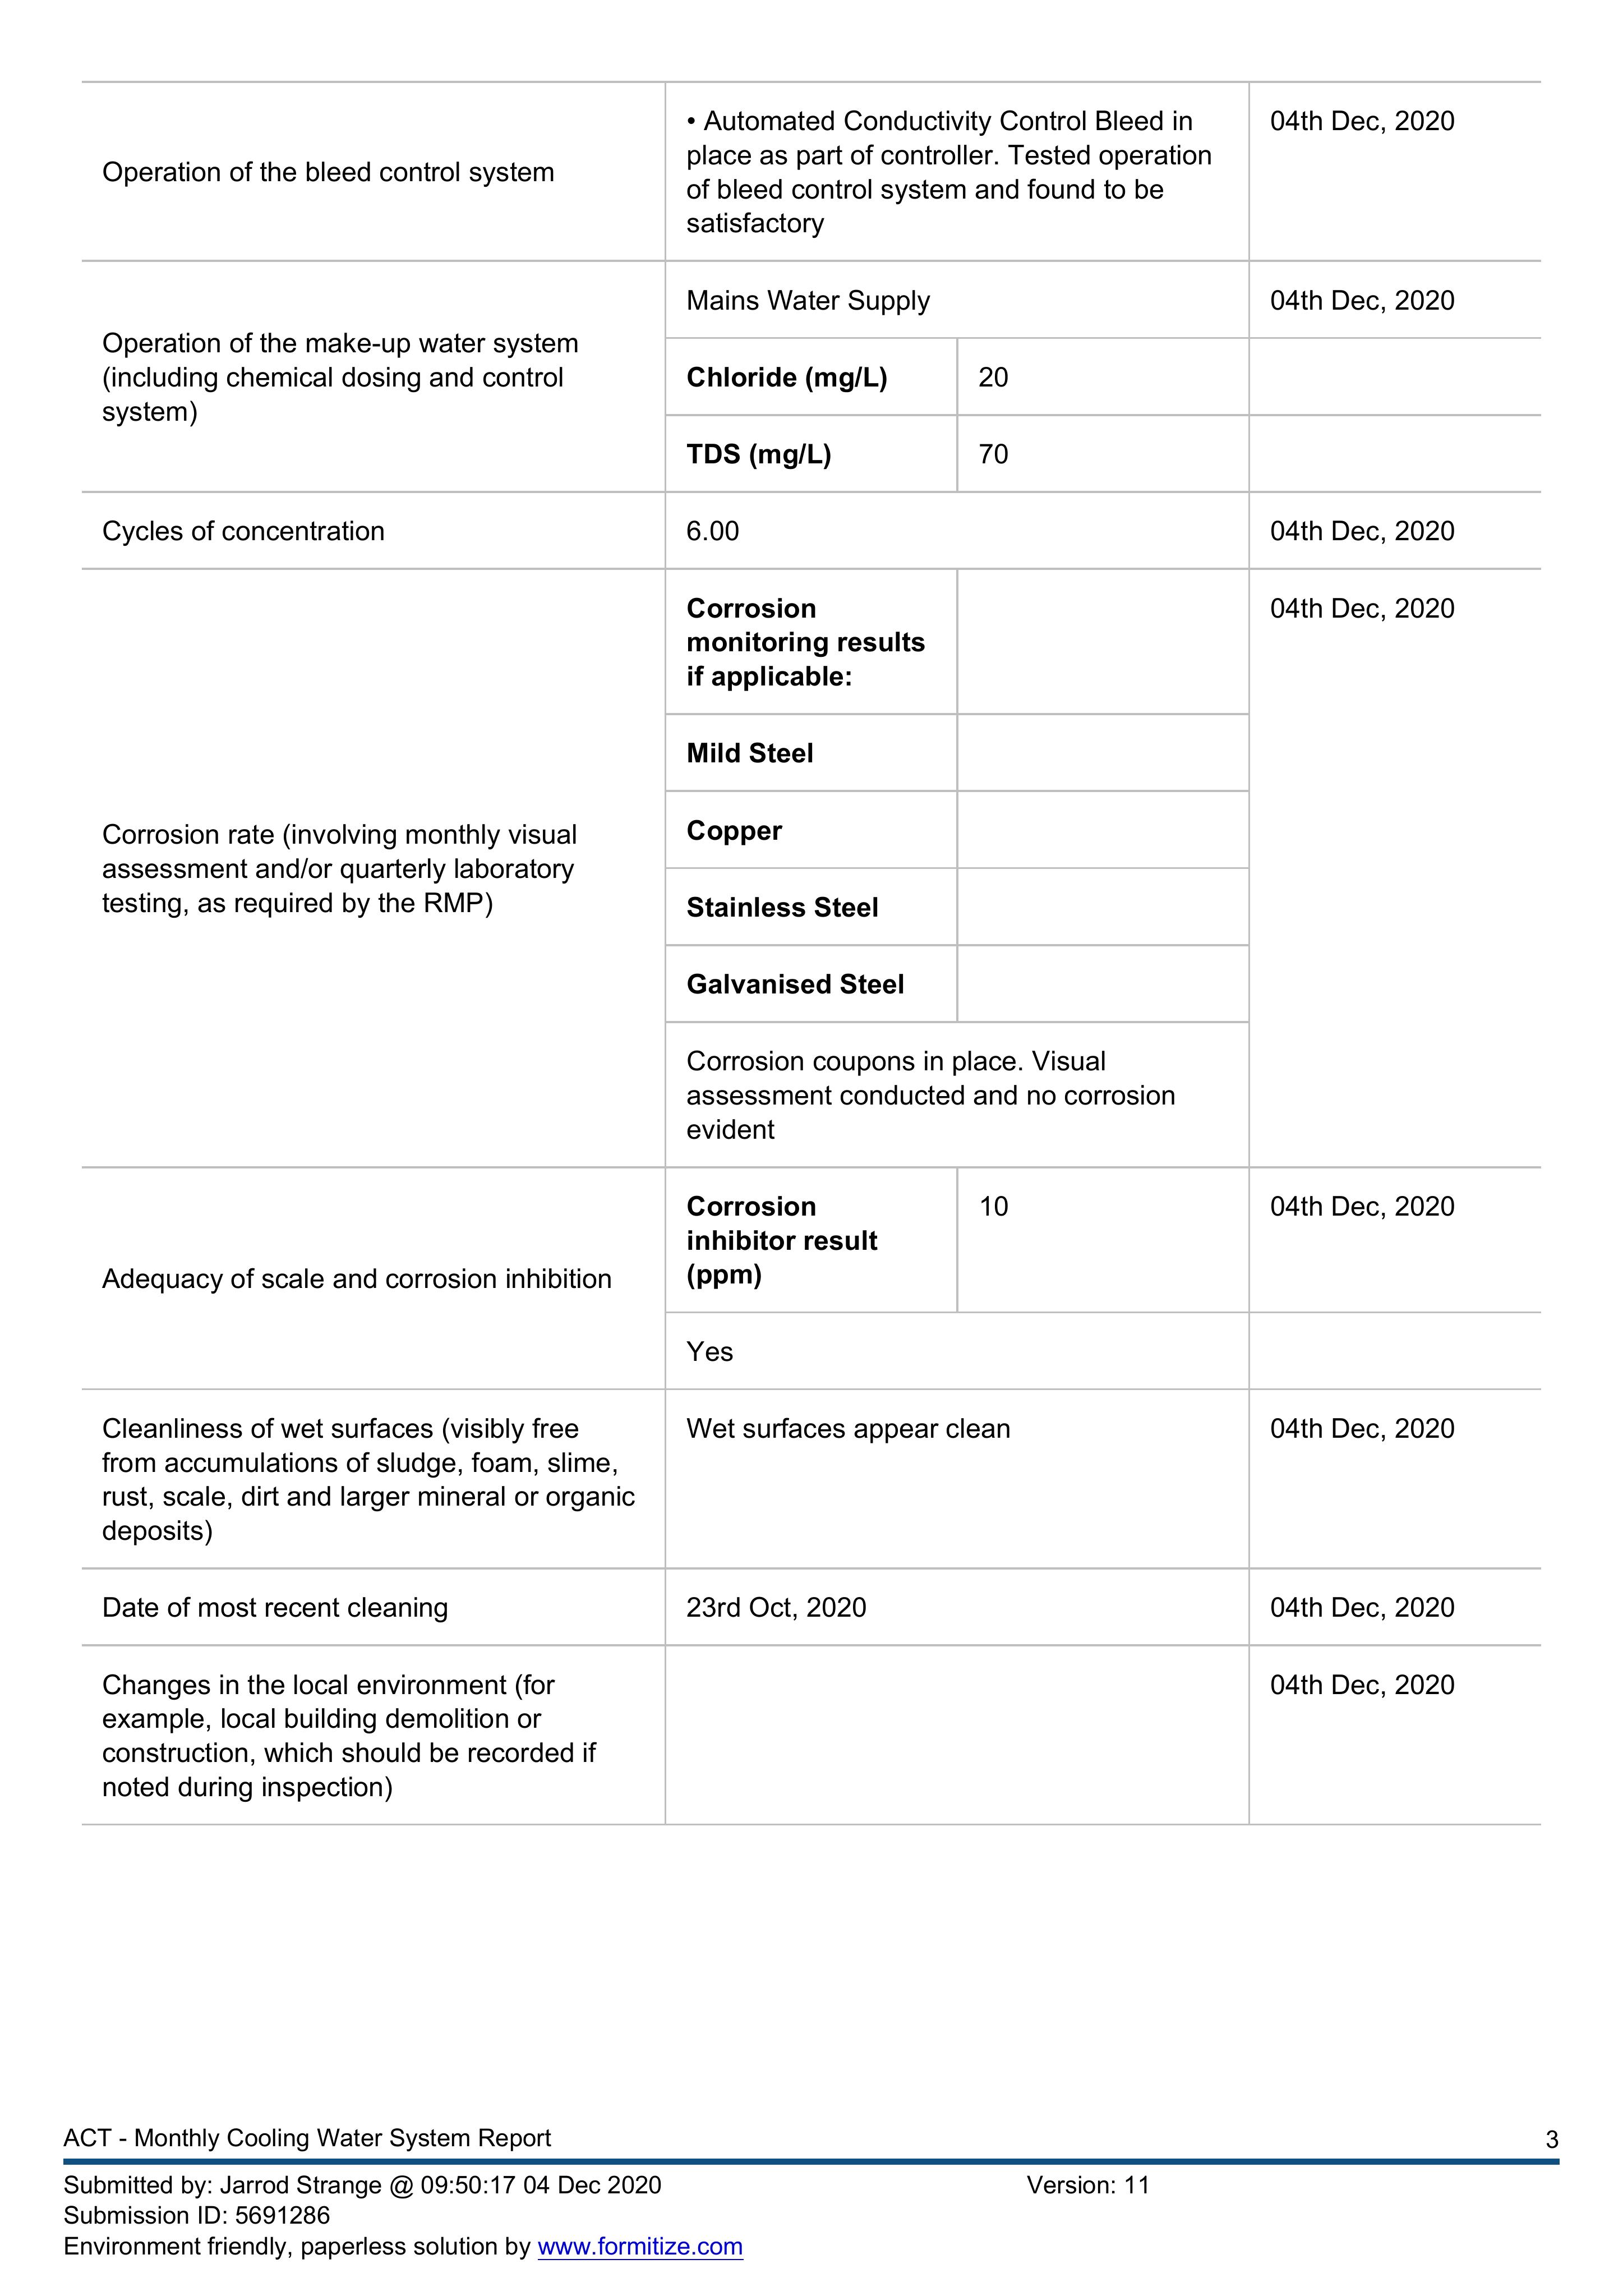 Operation of the bleed control system
• Automated Conductivity Control Bleed in
place as part of controller. Tested operation
of bleed control system and found to be
satisfactory
04th Dec, 2020
Operation of the make-up water system
(including chemical dosing and control
system)
Mains Water Supply
04th Dec, 2020
Chloride (mg/L)
20
TDS (mg/L)
70
Cycles of concentration
6.00
04th Dec, 2020
Corrosion rate (involving monthly visual
assessment and/or quarterly laboratory
testing, as required by the RMP)
Corrosion
monitoring results
if applicable:
04th Dec, 2020
Mild Steel
Copper
Stainless Steel
Galvanised Steel
Corrosion coupons in place. Visual
assessment conducted and no corrosion
evident
Adequacy of scale and corrosion inhibition
Corrosion
inhibitor result
(ppm)
10
04th Dec, 2020
Yes
Cleanliness of wet surfaces (visibly free
from accumulations of sludge, foam, slime,
rust, scale, dirt and larger mineral or organic
deposits)
Wet surfaces appear clean
04th Dec, 2020
Date of most recent cleaning
23rd Oct, 2020
04th Dec, 2020
Changes in the local environment (for
example, local building demolition or
construction, which should be recorded if
noted during inspection)
04th Dec, 2020
ACT - Monthly Cooling Water System Report
3
Submitted by: Jarrod Strange @ 09:50:17 04 Dec 2020
Version: 11
Submission ID: 5691286
Environment friendly, paperless solution by www.formitize.com